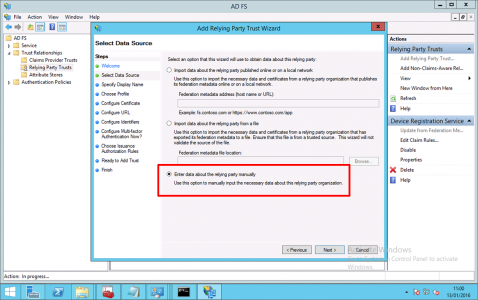 AD FS
File Action View Window Help
AD FS
Service
Trust Relationships
Claims Provider Trusts
Relying Party Trusts
Attribute Stores
Authentication Policies
Add Relying Party Trust Wizard
Select Data Source
Steps
Welcome
Select Data Source
Specify Display Name
Choose Profile
Configure Certificate
Configure URL
Configure Identifiers
Configure Multi-factor
Authentication Now?
Choose Issuance
Authorization Rules
Ready to Add Trust
Finish
Select an option that this wizard will use to obtain data about this relying party:
Import data about the relying party published online or on a local network
Use this option to import the necessary data and certificates from a relying party organization that publishes
its federation metadata online or on a local network.
Federation metadata address (host name or URL):
Example: fs.contoso.com or https://www.contoso.com/app
Import data about the relying party from a file
Use this option to import the necessary data and certificates from a relying party organization that has
exported its federation metadata to a file. Ensure that this file is from a trusted source. This wizard will not
validate the source of the file.
Federation metadata file location:
Browse...
Enter data about the relying party manually
Use this option to manually input the necessary data about this relying party organization.
< Previous
Next >
Cancel
Actions
Relying Party Trusts
Add Relying Party Trust...
Add Non-Claims-Aware Rel...
View
New Window from Here
Refresh
Help
Device Registration Service
Update from Federation Me...
Edit Claim Rules...
Disable
Properties
Delete
Help
Windows
Control Panel to activate
Windows.
Action: In progress...
11:00
13/01/2016